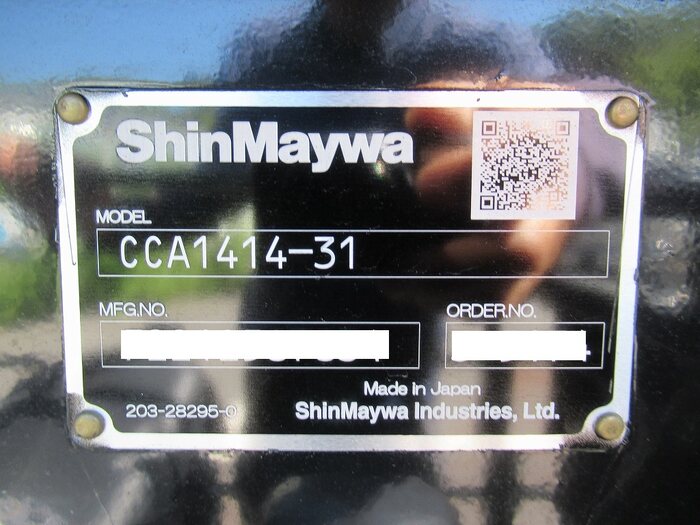 ShinMaywa
MODEL
CCA1414-31
MFG.NO. ORDER.NO.
Made in Japan
203-28295-0 ShinMaywa Industries, Ltd.